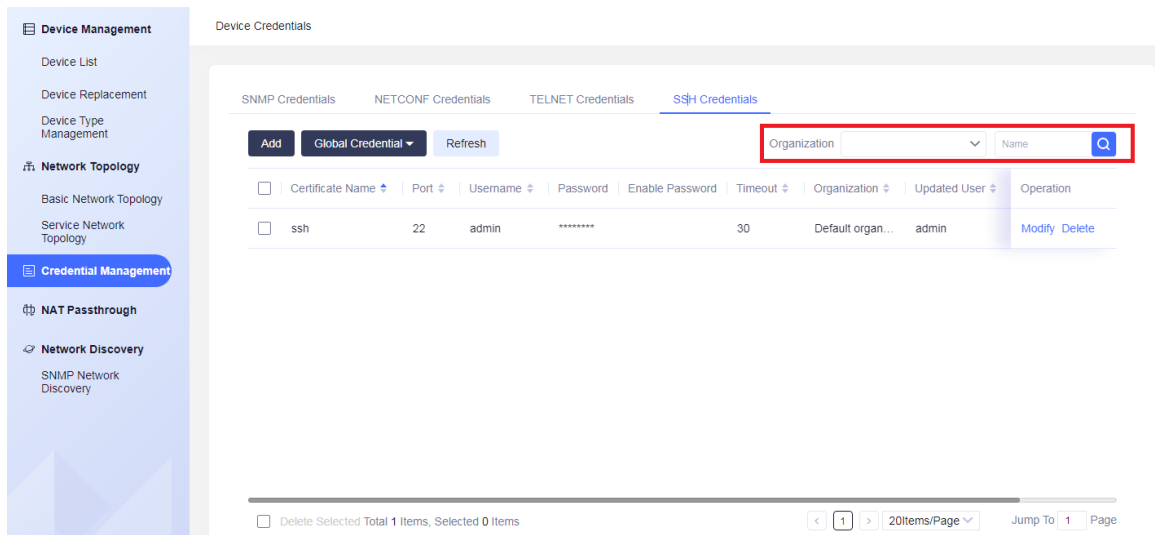 Device Management
Device List
Device Replacement
Device Type
Management
Network Topology
Basic Network Topology
Service Network
Topology
Credential Management
NAT Passthrough
Network Discovery
SNMP Network
Discovery
Device Credentials
SNMP Credentials NETCONF Credentials TELNET Credentials SSH Credentials
Add Global Credential Refresh Organization Name
Certificate Name Port Username Password Enable Password Timeout Organization Updated User Operation
ssh 22 admin ******** 30 Default organ... admin Modify Delete
Delete Selected Total 1 Items, Selected 0 Items < 1 > 20Items/Page Jump To 1 Page